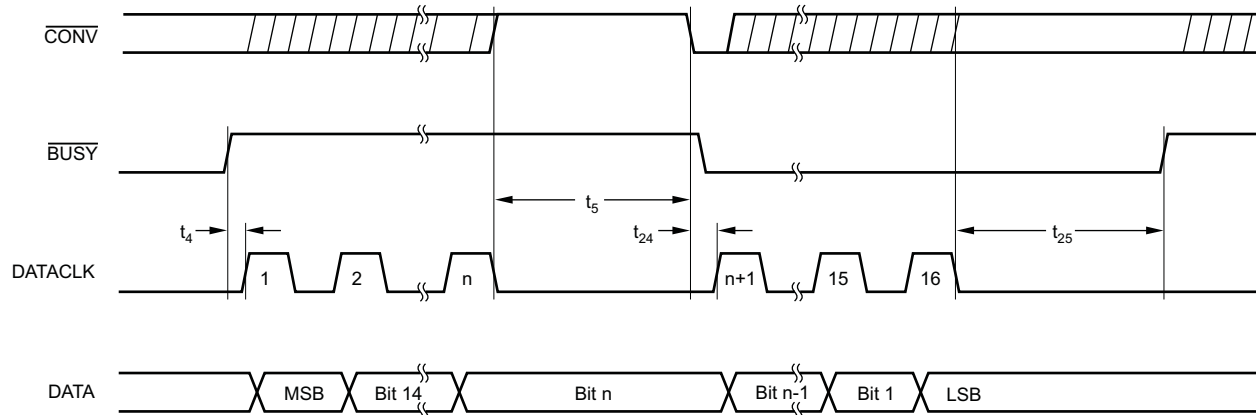 CONV
BUSY
t5
t4
t24
t25
DATACLK
1
2
n
n+1
15
16
DATA
MSB
Bit 14
Bit n
Bit n-1
Bit 1
LSB